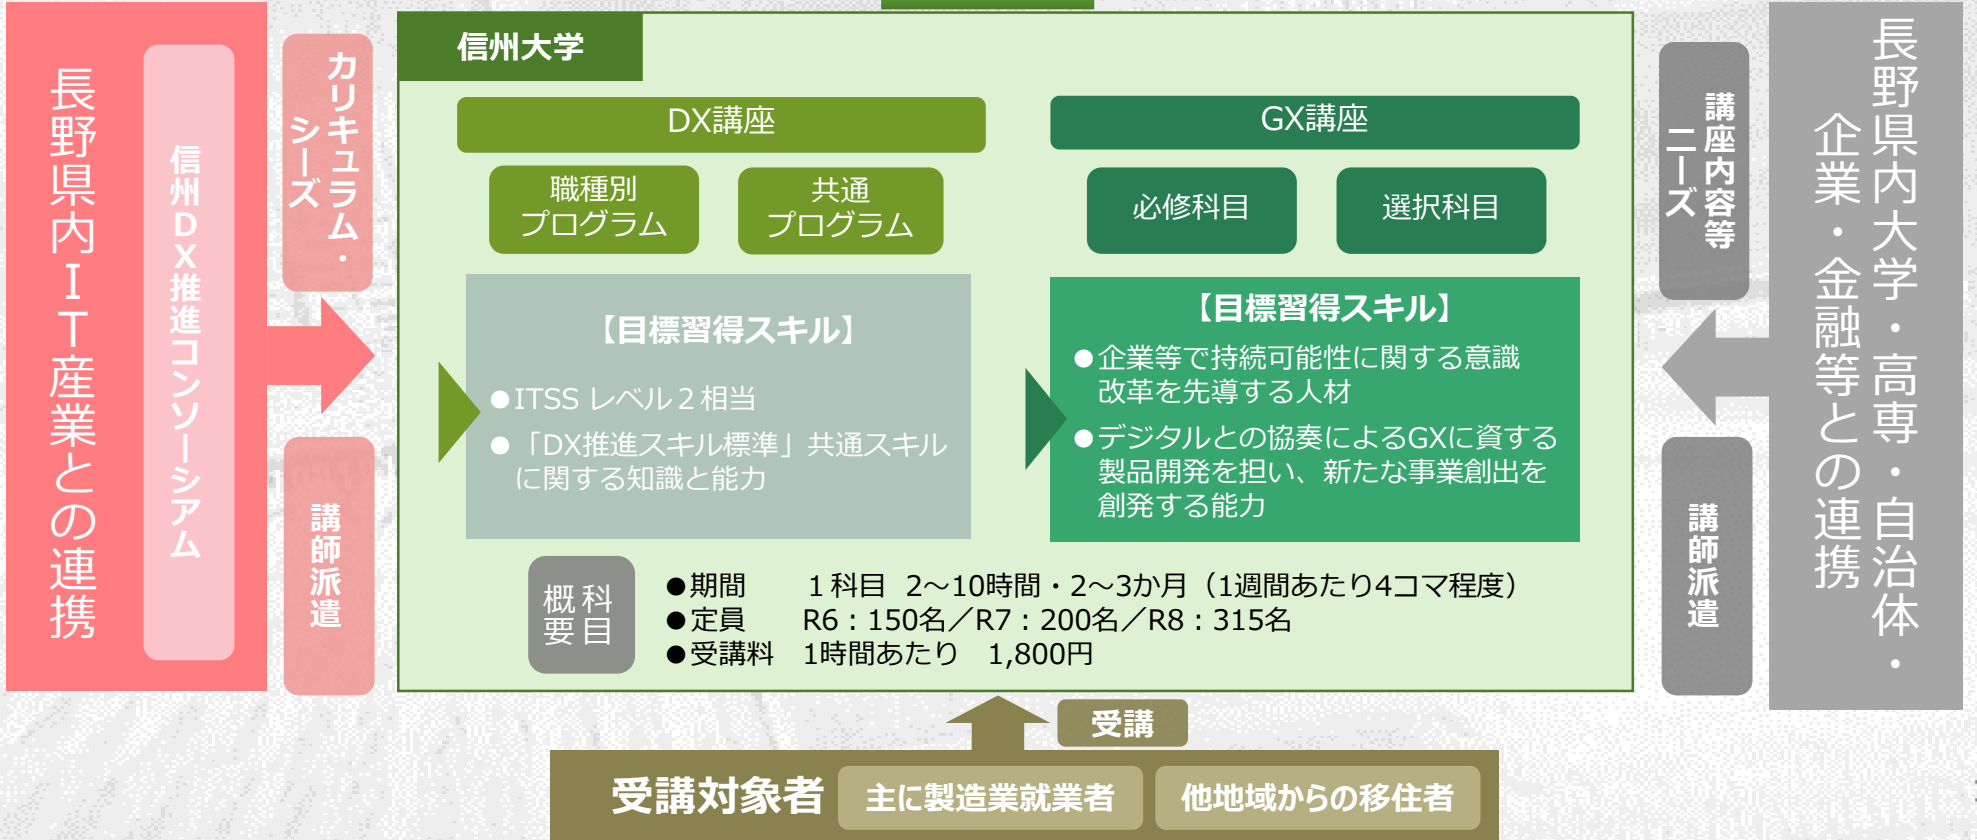 長野県内ＩＴ産業との連携
信州ＤＸ推進コンソーシアム
カリキュラム・
シーズ
講師派遣
信州大学
DX講座
職種別
プログラム
共通
プログラム
【目標習得スキル】
●ITSS レベル２相当
●「DX推進スキル標準」共通スキル
に関する知識と能力
GX講座
必修科目
選択科目
【目標習得スキル】
●企業等で持続可能性に関する意識
改革を先導する人材
●デジタルとの協奏によるGXに資する
製品開発を担い、新たな事業創出を
創発する能力
科目
概要
●期間　　１科目 2～10時間・2～3か月（1週間あたり4コマ程度）
●定員　　R6：150名／R7：200名／R8：315名
●受講料　1時間あたり　1,800円
講座内容等
ニーズ
講師派遣
長野県内大学・高専・自治体・
企業・金融等との連携
受講
受講対象者
主に製造業就業者
他地域からの移住者